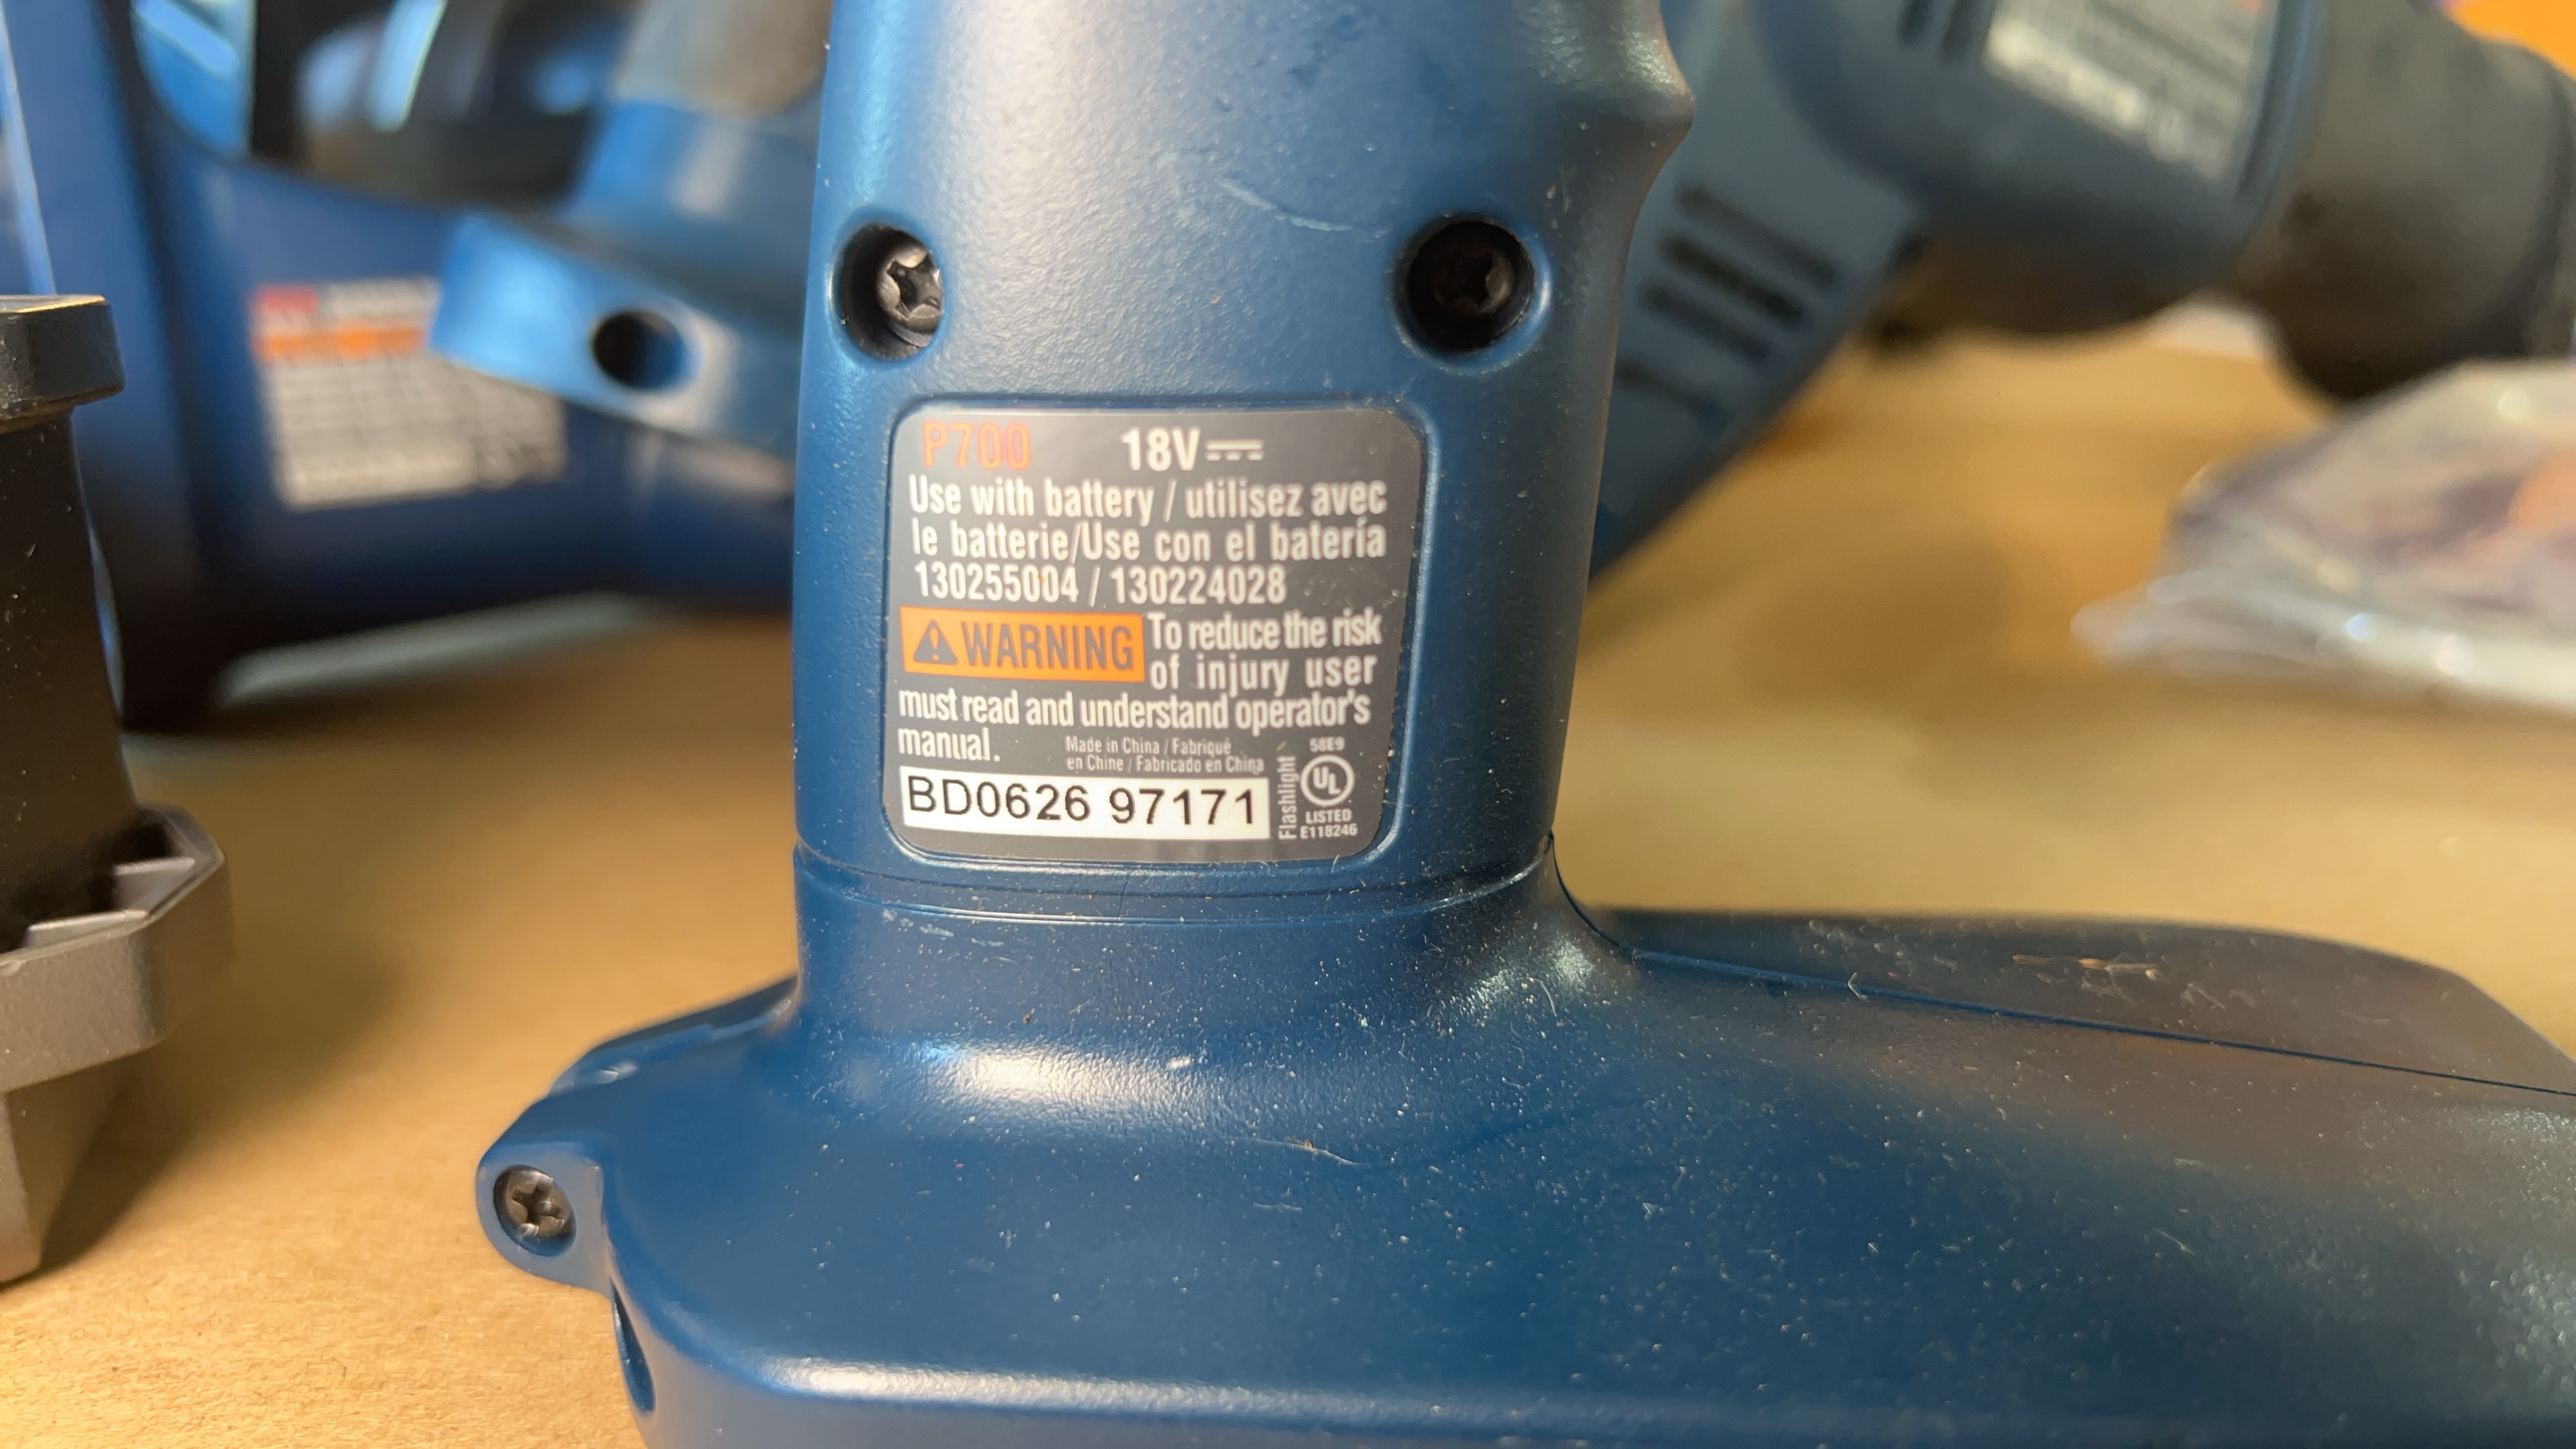 P700 18V
Use with battery / utilisez avec
le batterie/Use con el batería
130255004 / 130224028
WARNING To reduce the risk
of injury user
must read and understand operator's
manual.
Made in China / Fabriqué
en Chine / Fabricado en China
BD0626 97171
Flashlight
58E9
UL
LISTED
E118246